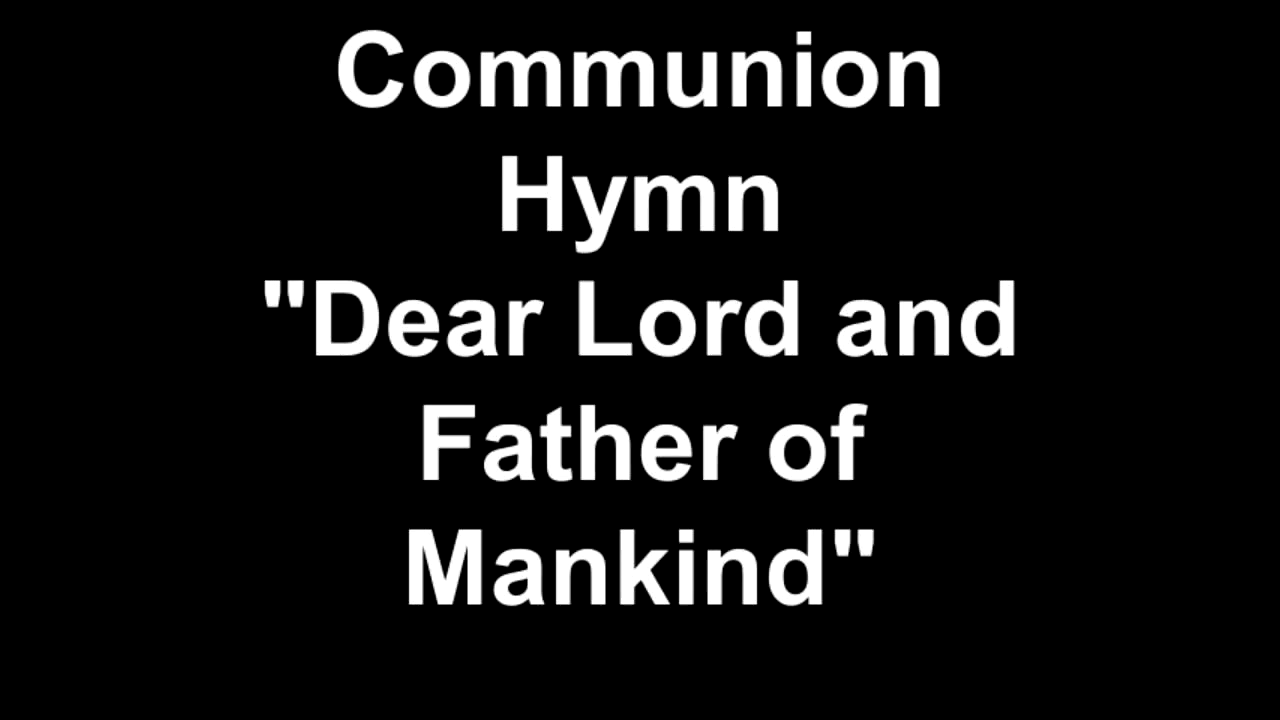 Communion
Hymn
"Dear Lord and
Father of
Mankind"